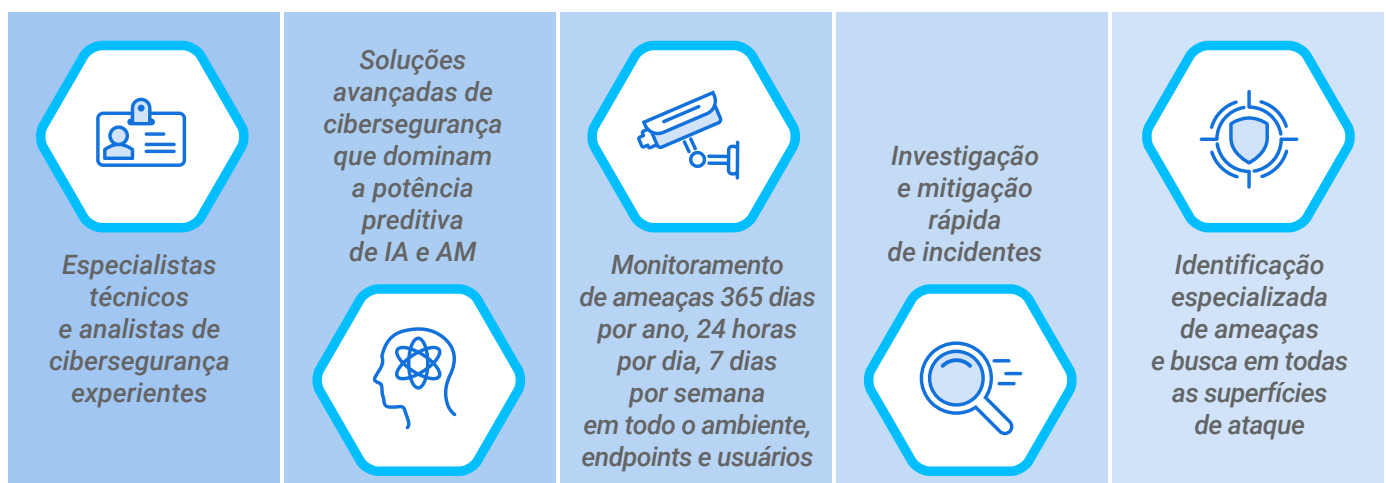 Especialistas
técnicos
e analistas de
cibersegurança
experientes
Soluções
avançadas de
cibersegurança
que dominam
a potência
preditiva
de IA e AM
Monitoramento
de ameaças 365 dias
por ano, 24 horas
por dia, 7 dias
por semana
em todo o ambiente,
endpoints e usuários
Investigação
e mitigação
rápida
de incidentes
Identificação
especializada
de ameaças
e busca em todas
as superfícies
de ataque